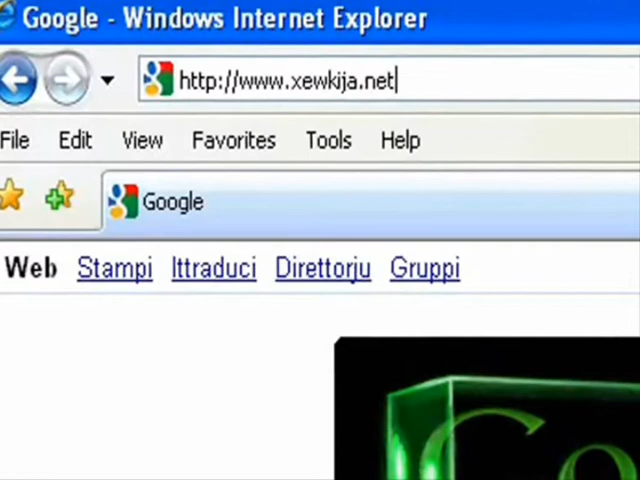 Google - Windows Internet Explorer
http://www.xewkija.net
File Edit View Favorites Tools Help
Google
Web Stampi Ittraduci Direttorju Gruppi
Go